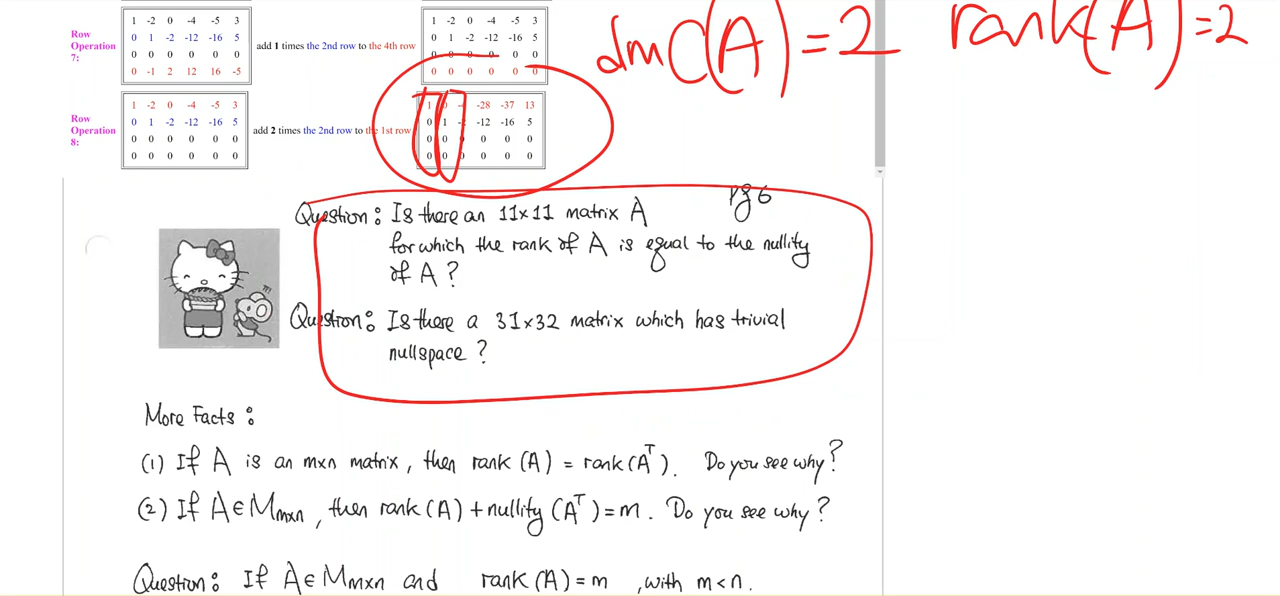 dim C(A) = 2 rank(A) = 2
Row Operation 7:
1 -2 0 -4 -5 3
0 1 -2 -12 -16 5
0 0 0 0 0 0
0 -1 2 12 16 -5
add 1 times the 2nd row to the 4th row
1 -2 0 -4 -5 3
0 1 -2 -12 -16 5
0 0 0 0 0 0
0 0 0 0 0 0
Row Operation 8:
1 -2 0 -4 -5 3
0 1 -2 -12 -16 5
0 0 0 0 0 0
0 0 0 0 0 0
add 2 times the 2nd row to the 1st row
1 0 -28 -37 13
0 1 -12 -16 5
0 0 0 0 0 0
0 0 0 0 0 0
pg 6
Question: Is there an 11×11 matrix A
for which the rank of A is equal to the nullity
of A?
Question: Is there a 31×32 matrix which has trivial
nullspace?
More Facts:
(1) If A is an m×n matrix, then rank (A) = rank(Aᵀ). Do you see why?
(2) If A ∈ Mm×n, then rank(A) + nullity (Aᵀ) = m. Do you see why?
Question: If A ∈ Mm×n and rank(A) = m, with m < n.